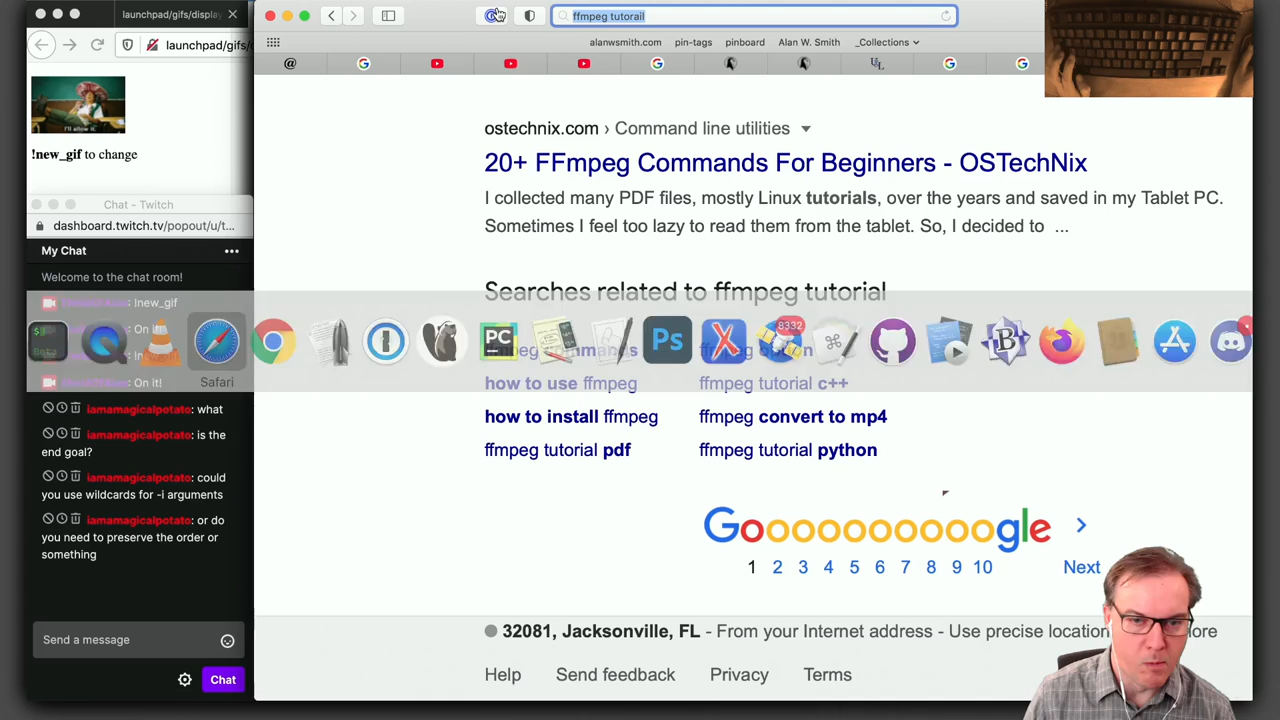 launchpad/gifs/display
launchpad/gifs/d
I'll allow it.
!new_gif to change
Chat - Twitch
dashboard.twitch.tv/popout/u/t...
My Chat
Welcome to the chat room!
: !new_gif
: On i
: On it!
iamamagicalpotato: what
iamamagicalpotato: is the
end goal?
iamamagicalpotato: could
you use wildcards for -i arguments
iamamagicalpotato: or do
you need to preserve the order or
something
Send a message
Chat
ffmpeg tutorail
alanwsmith.com
pin-tags
pinboard
Alan W. Smith
_Collections
ostechnix.com › Command line utilities
20+ FFmpeg Commands For Beginners - OSTechNix
I collected many PDF files, mostly Linux tutorials, over the years and saved in my Tablet PC.
Sometimes I feel too lazy to read them from the tablet. So, I decided to ...
Searches related to ffmpeg tutorial
PC
Ps
8332
Safari
how to use ffmpeg
ffmpeg tutorial c++
how to install ffmpeg
ffmpeg convert to mp4
ffmpeg tutorial pdf
ffmpeg tutorial python
Goooooooooogle
1 2 3 4 5 6 7 8 9 10 Next
32081, Jacksonville, FL - From your Internet address - Use precise location
Help Send feedback Privacy Terms